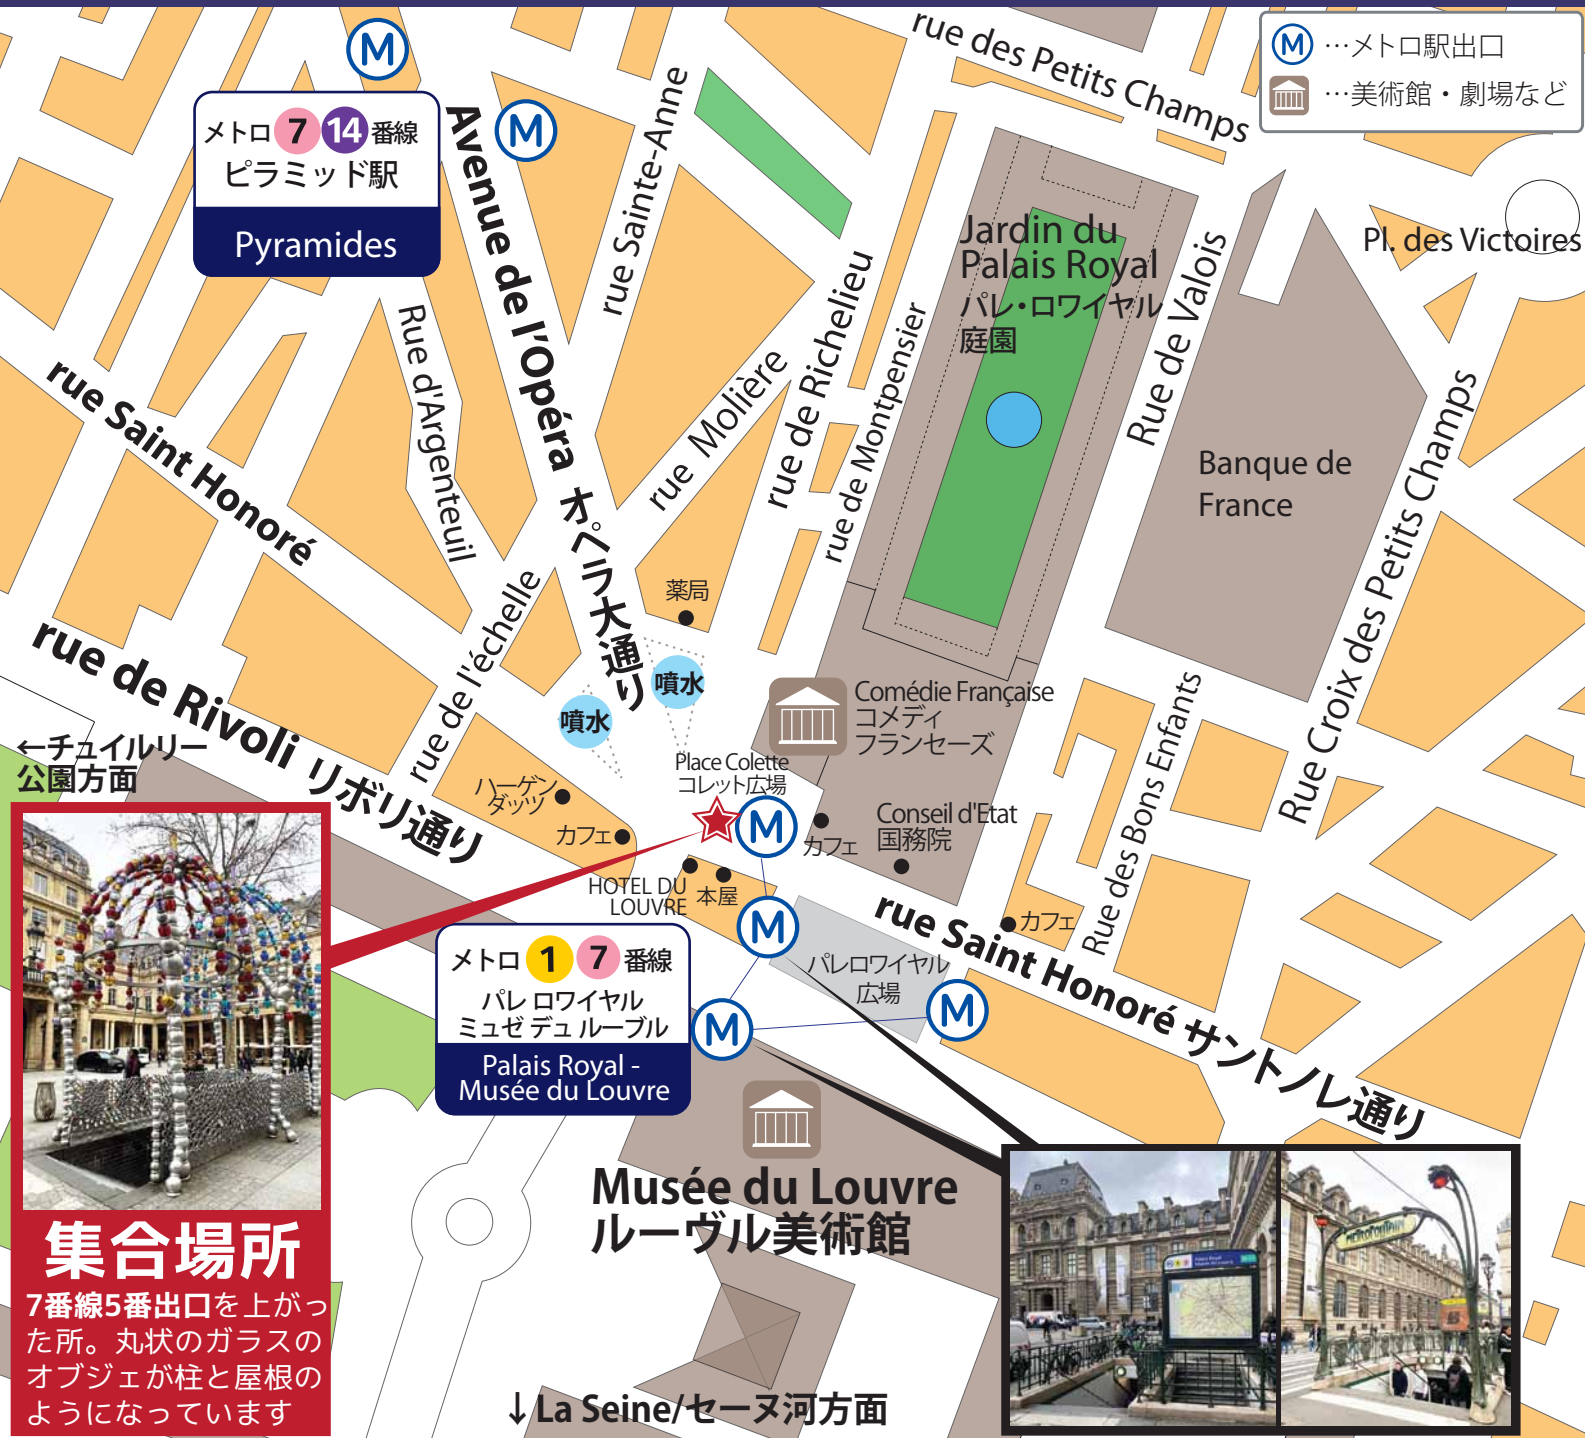 M …メトロ駅出口
…美術館・劇場など
rue des Petits Champs
M
M
メトロ 7 14 番線
ピラミッド駅
Pyramides
Avenue de l'Opéra オペラ大通り
rue Sainte-Anne
Jardin du
Palais Royal
パレ・ロワイヤル
庭園
Pl. des Victoires
Rue de Valois
rue de Richelieu
rue de Montpensier
rue Molière
Rue d'Argenteuil
rue Saint Honoré
Banque de
France
Rue Croix des Petits Champs
rue de l'échelle
薬局
噴水
噴水
rue de Rivoli リボリ通り
←チュイルリー
公園方面
Comédie Française
コメディ
フランセーズ
Place Colette
コレット広場
M
ハーゲン
ダッツ
カフェ
カフェ
Conseil d'Etat
国務院
Rue des Bons Enfants
HOTEL DU
LOUVRE
本屋
カフェ
rue Saint Honoré サントノレ通り
M
パレロワイヤル
広場
M
M
メトロ 1 7 番線
パレ ロワイヤル
ミュゼ デュ ルーブル
Palais Royal -
Musée du Louvre
Musée du Louvre
ルーヴル美術館
METROPOLITAIN
集合場所
7番線5番出口を上がっ
た所。丸状のガラスの
オブジェが柱と屋根の
ようになっています
↓La Seine/セーヌ河方面